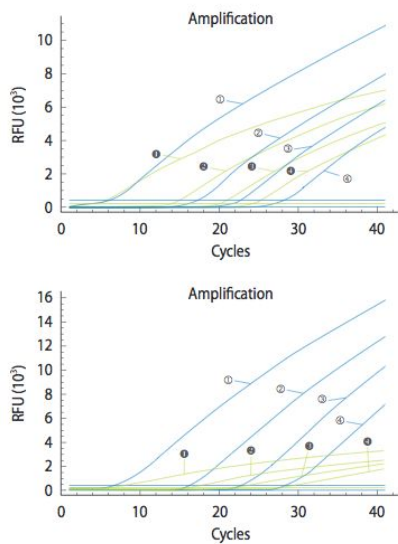 Amplification
RFU (10³)
10
8
6
4
2
0
① ② ③ ④
❶ ❷ ❸ ❹
0 10 20 30 40
Cycles
Amplification
RFU (10³)
16
14
12
10
8
6
4
2
0
① ② ③ ④
❶ ❷ ❸ ❹
0 10 20 30 40
Cycles